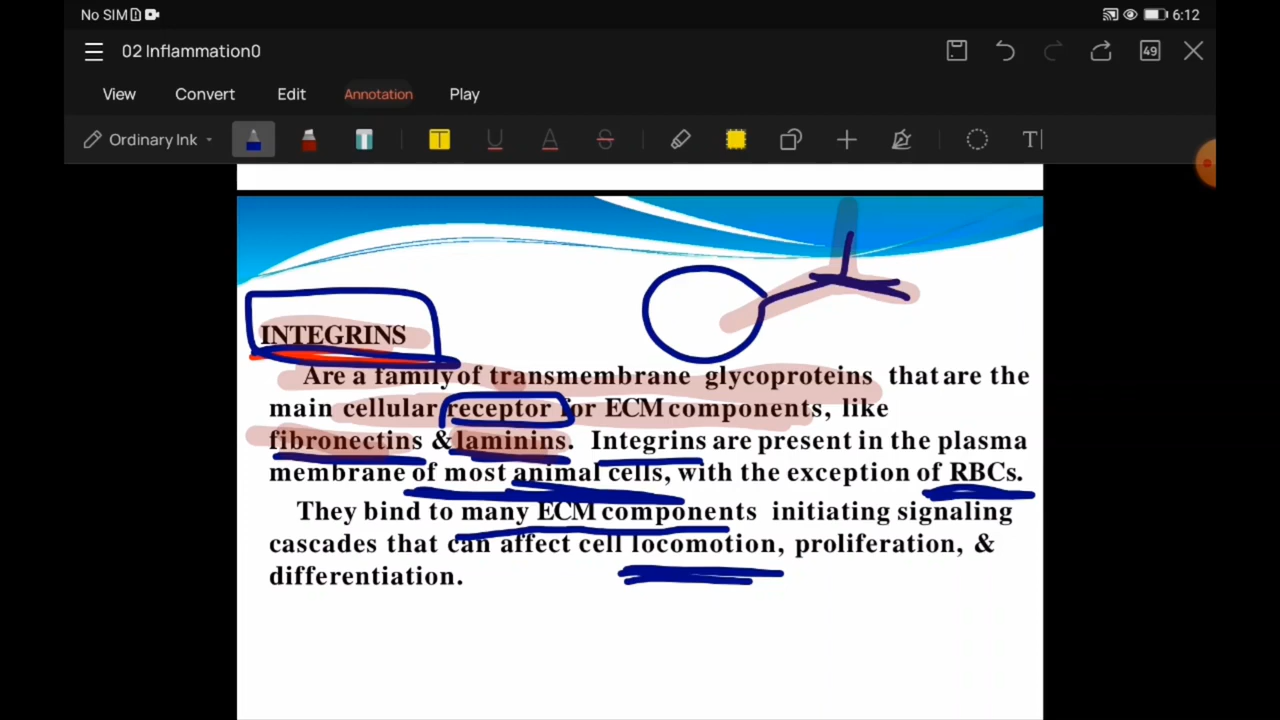 No SIM 6:12
02 Inflammation0 49
View Convert Edit Annotation Play
Ordinary Ink T U A S T
INTEGRINS
Are a family of transmembrane glycoproteins that are the
main cellular receptor for ECM components, like
fibronectins & laminins. Integrins are present in the plasma
membrane of most animal cells, with the exception of RBCs.
They bind to many ECM components initiating signaling
cascades that can affect cell locomotion, proliferation, &
differentiation.